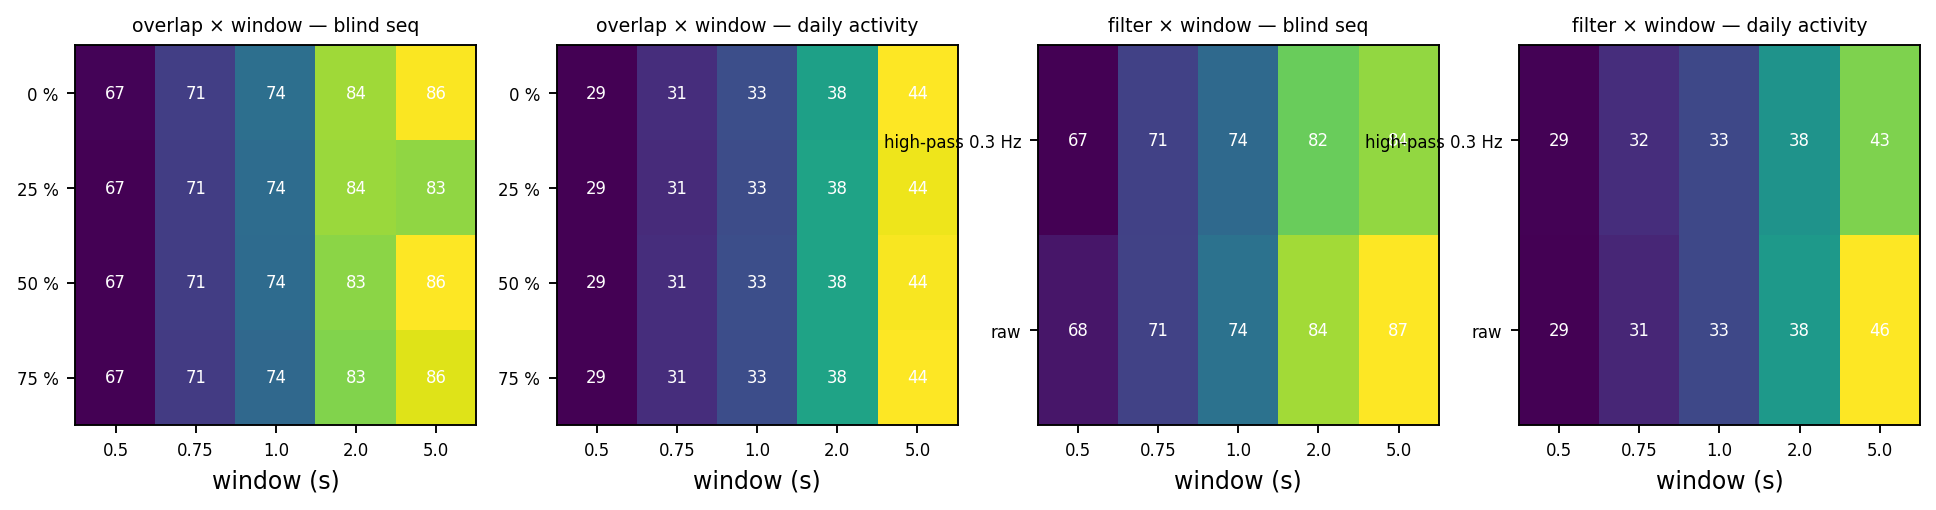 overlap × window — blind seq
0 % 67 71 74 84 86
25 % 67 71 74 84 83
50 % 67 71 74 83 86
75 % 67 71 74 83 86
0.5 0.75 1.0 2.0 5.0
window (s)
overlap × window — daily activity
0 % 29 31 33 38 44
25 % 29 31 33 38 44
50 % 29 31 33 38 44
75 % 29 31 33 38 44
0.5 0.75 1.0 2.0 5.0
window (s)
filter × window — blind seq
high-pass 0.3 Hz 67 71 74 82
raw 68 71 74 84 87
0.5 0.75 1.0 2.0 5.0
window (s)
filter × window — daily activity
high-pass 0.3 Hz 29 32 33 38 43
raw 29 31 33 38 46
0.5 0.75 1.0 2.0 5.0
window (s)